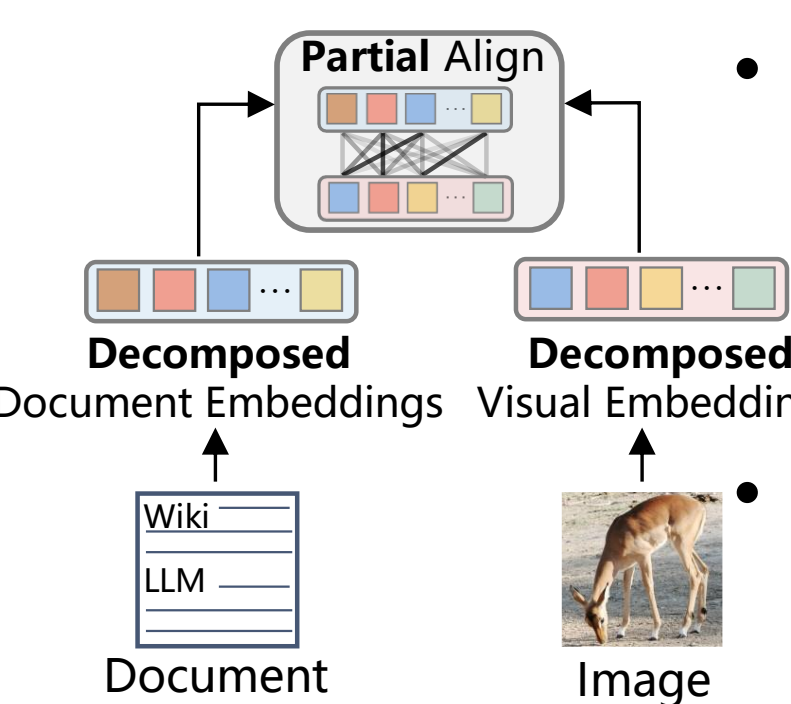 Partial Align
Decomposed
Document Embeddings
Decomposed
Visual Embeddin
Wiki
LLM
Document
Image